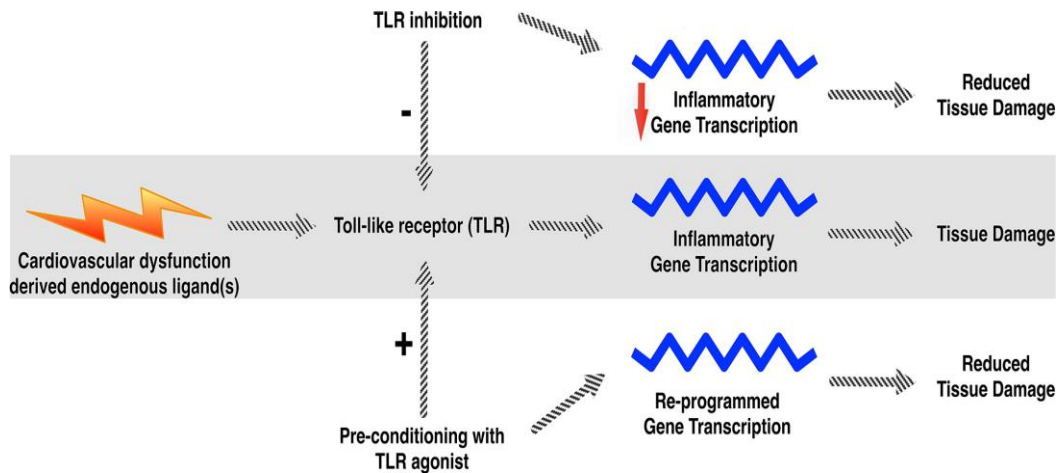 TLR inhibition
-
Inflammatory
Gene Transcription
Reduced
Tissue Damage
Cardiovascular dysfunction
derived endogenous ligand(s)
Toll-like receptor (TLR)
Inflammatory
Gene Transcription
Tissue Damage
+
Pre-conditioning with
TLR agonist
Re-programmed
Gene Transcription
Reduced
Tissue Damage